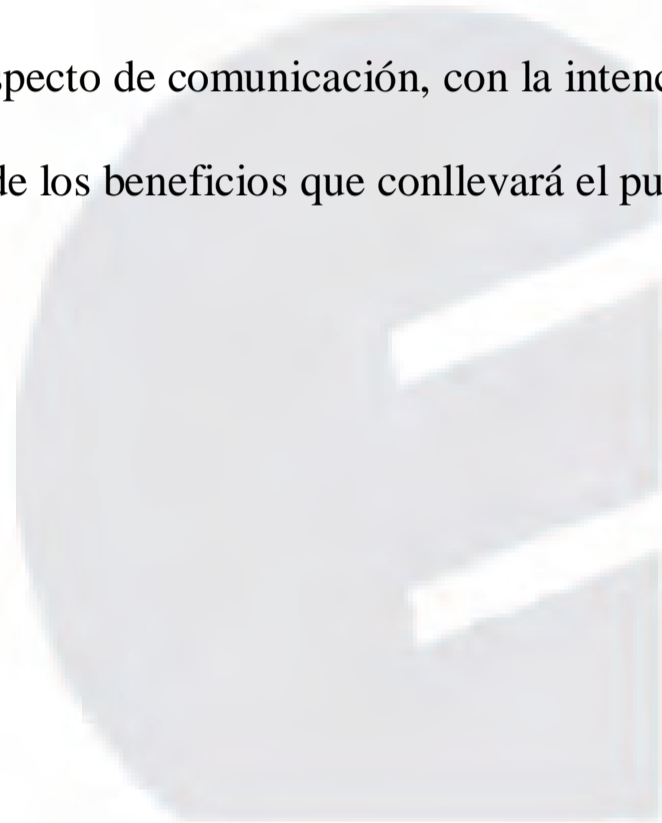 specto de comunicación, con la intenc
de los beneficios que conllevará el pu